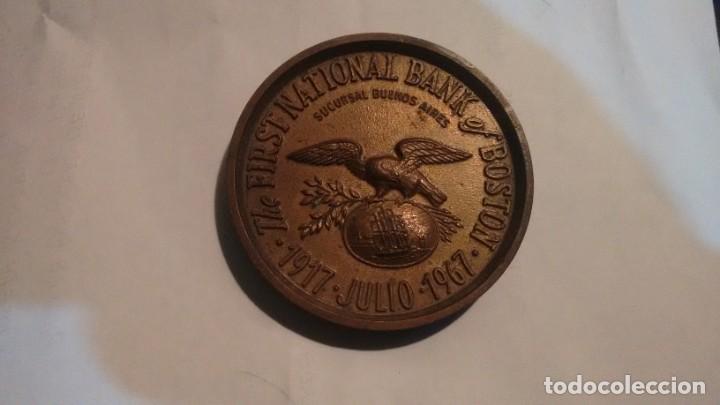 The FIRST NATIONAL BANK of BOSTON
SUCURSAL BUENOS AIRES
· 1917 · JULIO · 1967 ·
todocoleccion